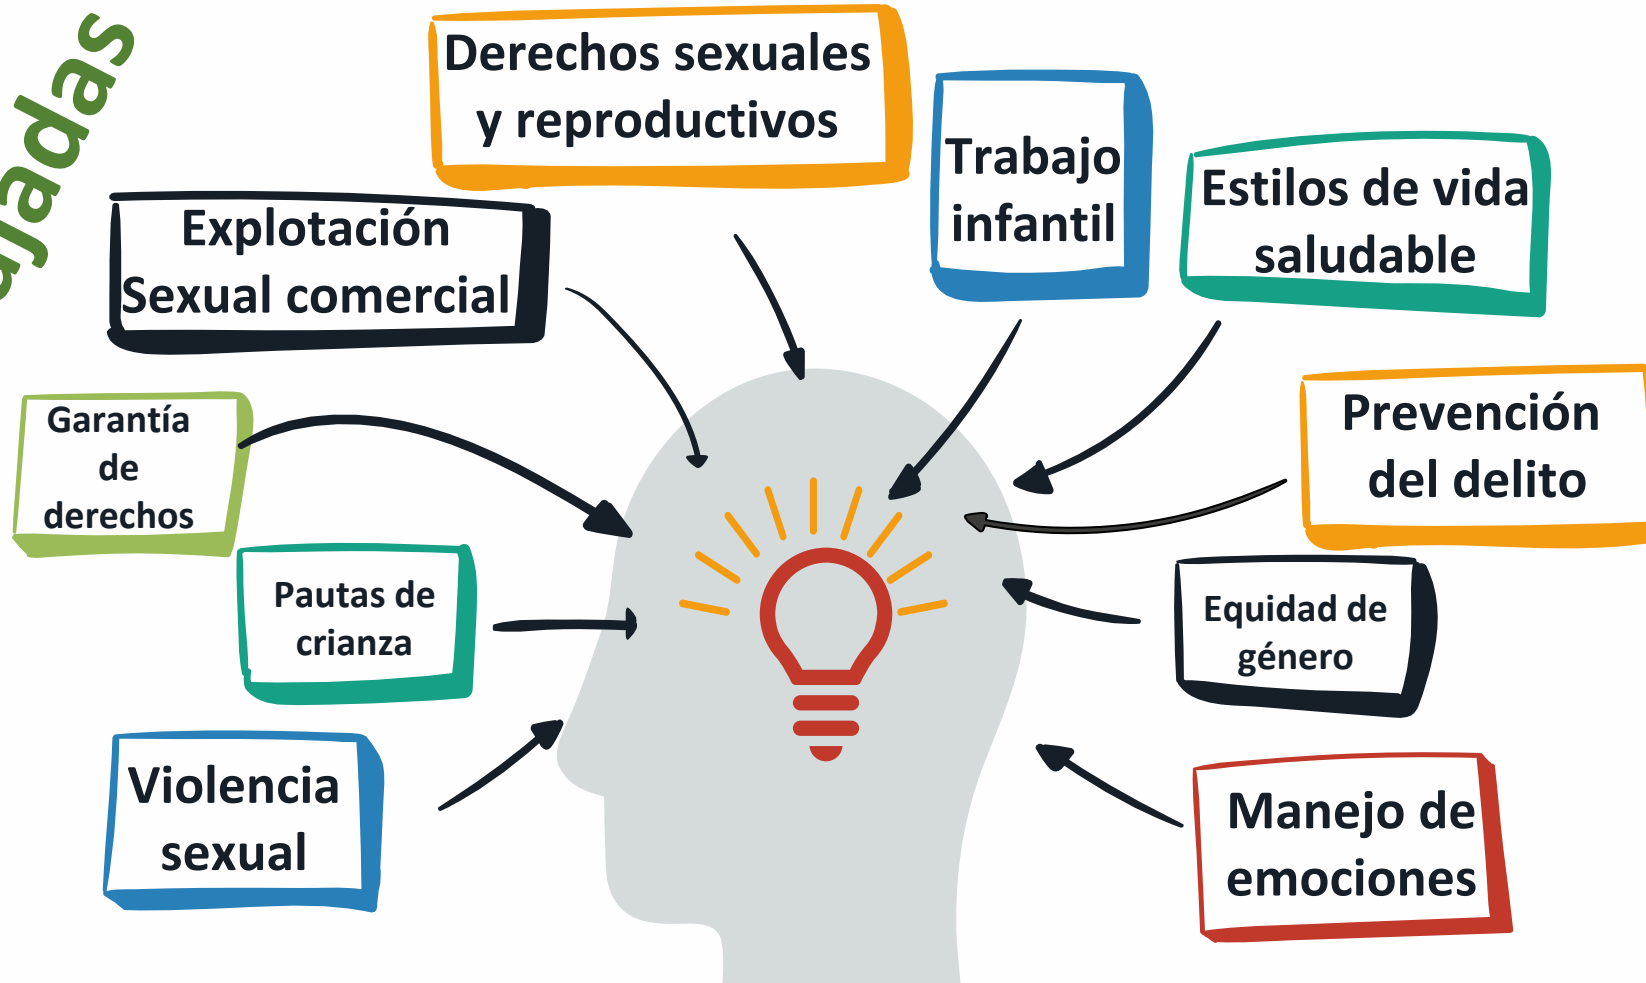 Derechos sexuales
y reproductivos
Trabajo
infantil
Estilos de vida
saludable
Explotación
Sexual comercial
Prevención
del delito
Garantía
de
derechos
Pautas de
crianza
Equidad de
género
Violencia
sexual
Manejo de
emociones